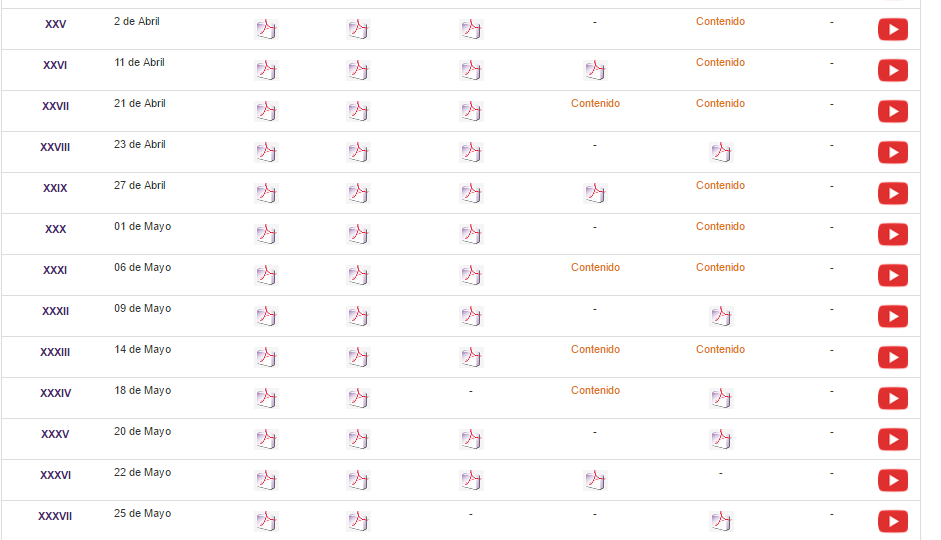 XXV 2 de Abril - Contenido -
XXVI 11 de Abril Contenido -
XXVII 21 de Abril Contenido Contenido -
XXVIII 23 de Abril - -
XXIX 27 de Abril Contenido -
XXX 01 de Mayo - Contenido -
XXXI 06 de Mayo Contenido Contenido -
XXXII 09 de Mayo - -
XXXIII 14 de Mayo Contenido Contenido -
XXXIV 18 de Mayo - Contenido -
XXXV 20 de Mayo - -
XXXVI 22 de Mayo - -
XXXVII 25 de Mayo - - -